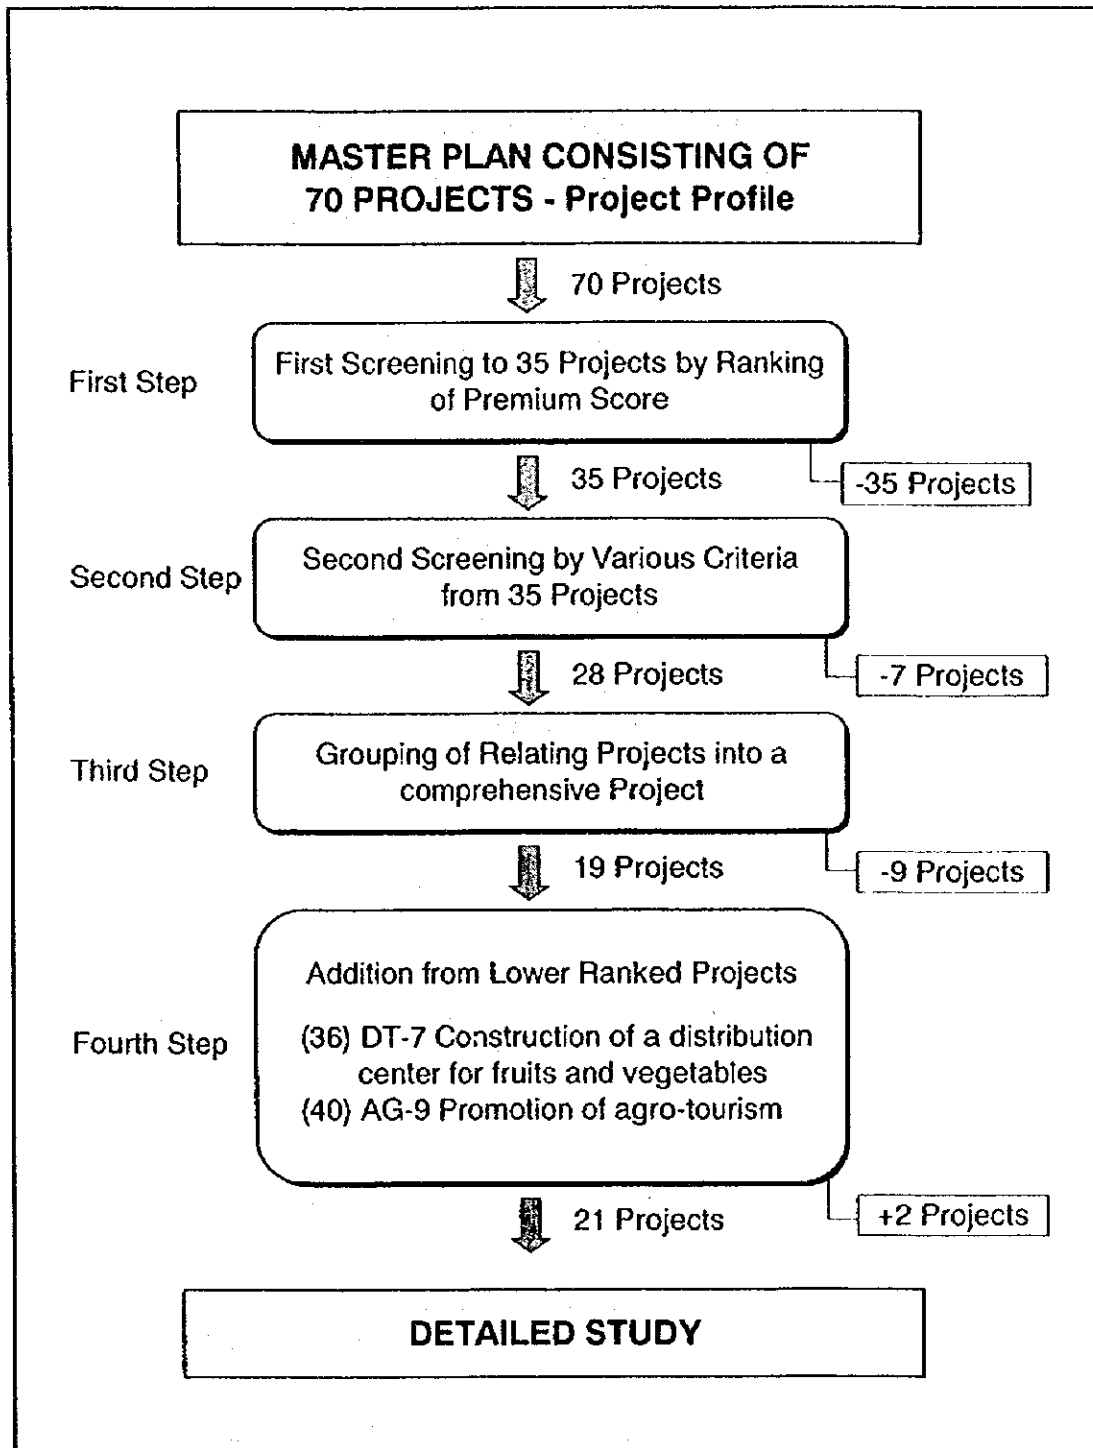 MASTER PLAN CONSISTING OF
70 PROJECTS - Project Profile
70 Projects
First Step
First Screening to 35 Projects by Ranking
of Premium Score
35 Projects
-35 Projects
Second Step
Second Screening by Various Criteria
from 35 Projects
28 Projects
-7 Projects
Third Step
Grouping of Relating Projects into a
comprehensive Project
19 Projects
-9 Projects
Fourth Step
Addition from Lower Ranked Projects
(36) DT-7 Construction of a distribution
center for fruits and vegetables
(40) AG-9 Promotion of agro-tourism
21 Projects
+2 Projects
DETAILED STUDY